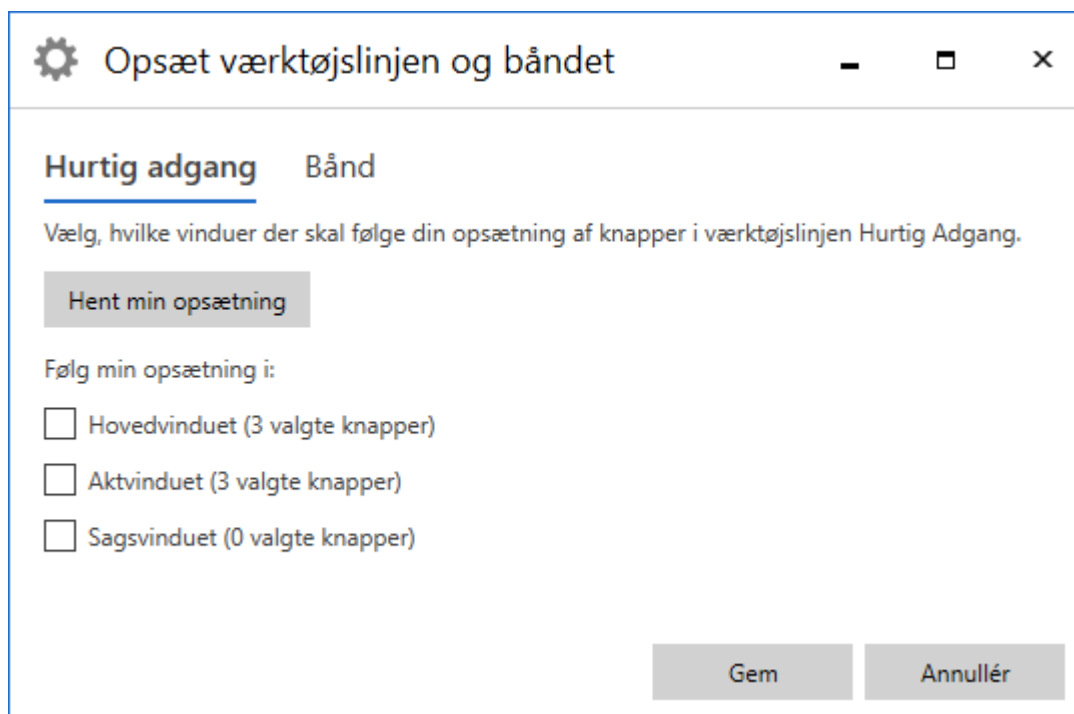 Opsæt værktøjslinjen og båndet
Hurtig adgang Bånd
Vælg, hvilke vinduer der skal følge din opsætning af knapper i værktøjslinjen Hurtig Adgang.
Hent min opsætning
Følg min opsætning i:
Hovedvinduet (3 valgte knapper)
Aktvinduet (3 valgte knapper)
Sagsvinduet (0 valgte knapper)
Gem Annullér